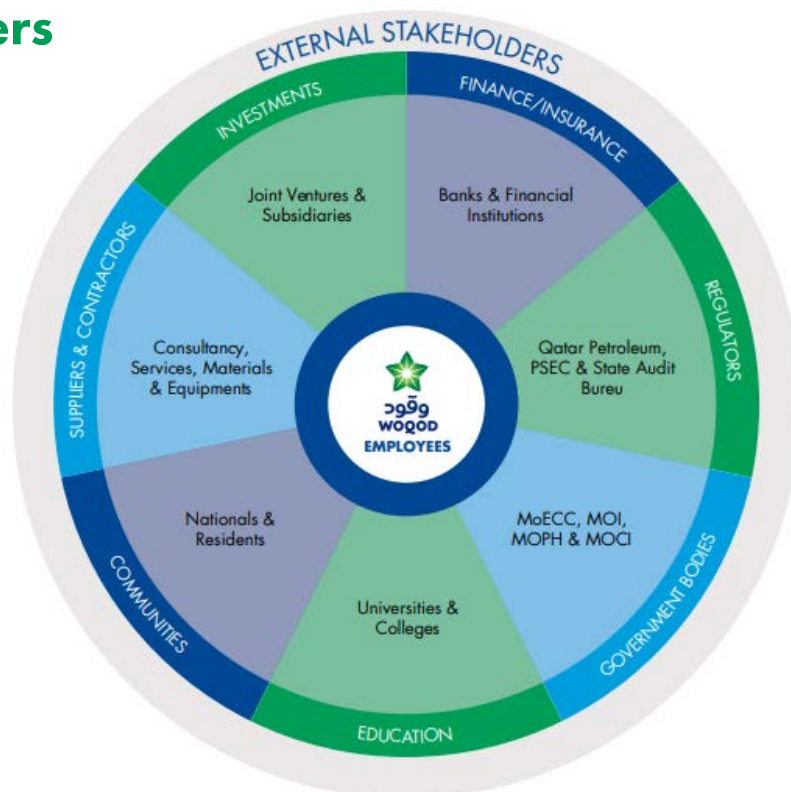 ers
EXTERNAL STAKEHOLDERS
FINANCE/INSURANCE
Banks & Financial
Institutions
REGULATORS
Qatar Petroleum,
PSEC & State Audit
Bureu
GOVERNMENT BODIES
MoECC, MOI,
MOPH & MOCI
EDUCATION
Universities &
Colleges
COMMUNITIES
Nationals &
Residents
SUPPLIERS & CONTRACTORS
Consultancy,
Services, Materials
& Equipments
INVESTMENTS
Joint Ventures &
Subsidiaries
وقود
WOQOD
EMPLOYEES